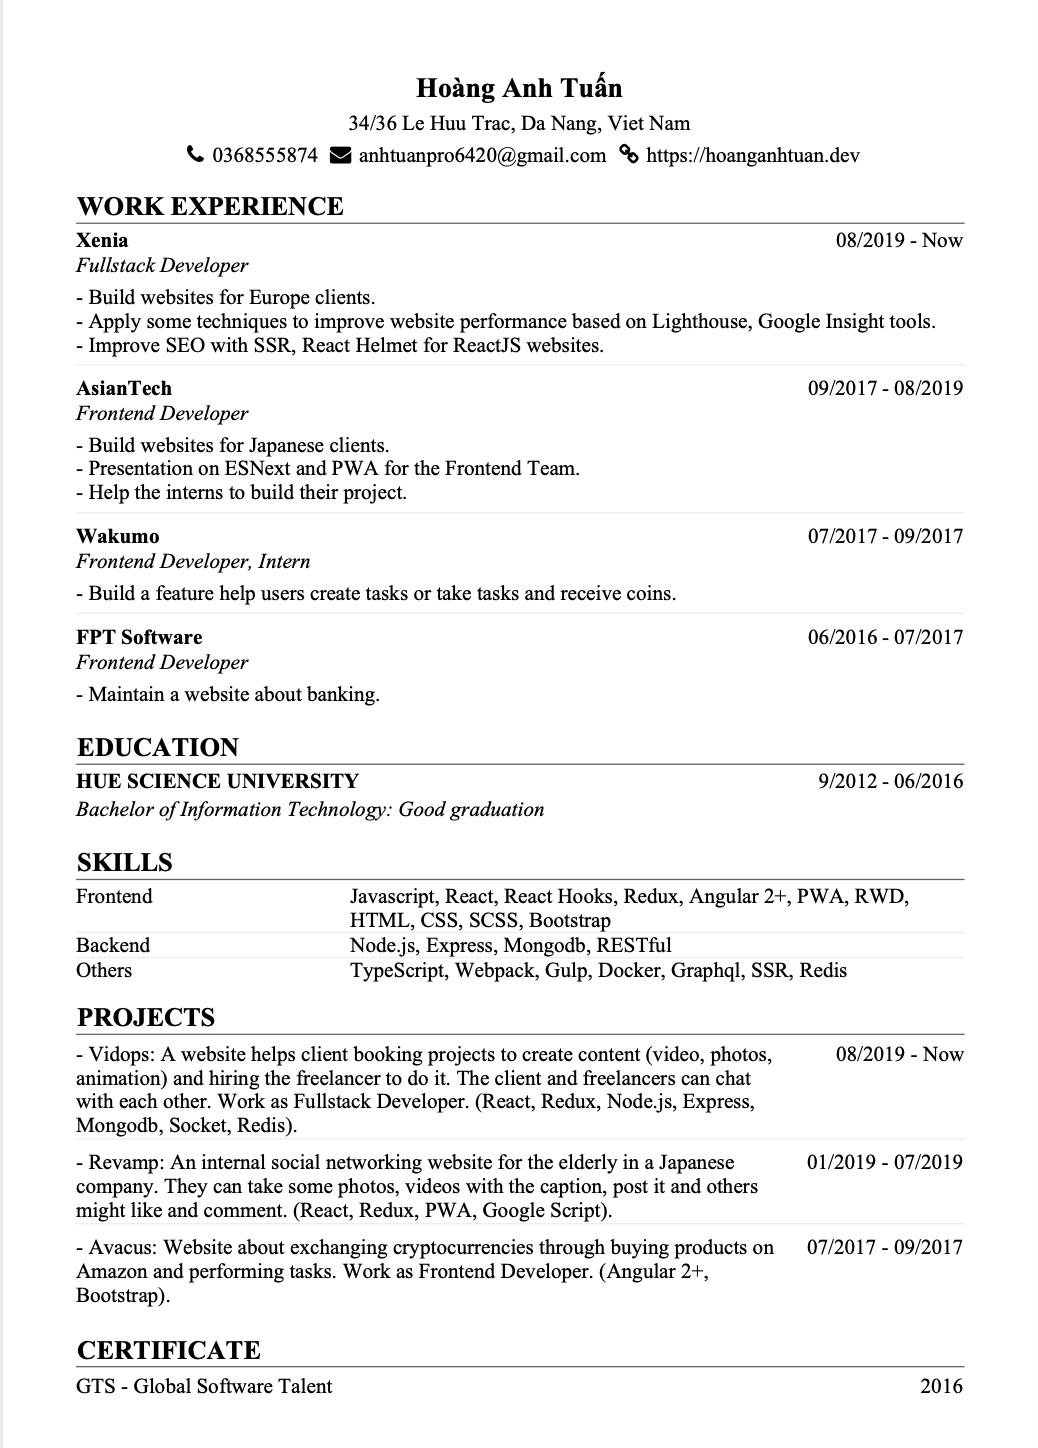 Hoàng Anh Tuấn
34/36 Le Huu Trac, Da Nang, Viet Nam
0368555874 anhtuanpro6420@gmail.com https://hoanganhtuan.dev
WORK EXPERIENCE
Xenia 08/2019 - Now
Fullstack Developer
- Build websites for Europe clients.
- Apply some techniques to improve website performance based on Lighthouse, Google Insight tools.
- Improve SEO with SSR, React Helmet for ReactJS websites.
AsianTech 09/2017 - 08/2019
Frontend Developer
- Build websites for Japanese clients.
- Presentation on ESNext and PWA for the Frontend Team.
- Help the interns to build their project.
Wakumo 07/2017 - 09/2017
Frontend Developer, Intern
- Build a feature help users create tasks or take tasks and receive coins.
FPT Software 06/2016 - 07/2017
Frontend Developer
- Maintain a website about banking.
EDUCATION
HUE SCIENCE UNIVERSITY 9/2012 - 06/2016
Bachelor of Information Technology: Good graduation
SKILLS
Frontend Javascript, React, React Hooks, Redux, Angular 2+, PWA, RWD,
HTML, CSS, SCSS, Bootstrap
Backend Node.js, Express, Mongodb, RESTful
Others TypeScript, Webpack, Gulp, Docker, Graphql, SSR, Redis
PROJECTS
- Vidops: A website helps client booking projects to create content (video, photos, 08/2019 - Now
animation) and hiring the freelancer to do it. The client and freelancers can chat
with each other. Work as Fullstack Developer. (React, Redux, Node.js, Express,
Mongodb, Socket, Redis).
- Revamp: An internal social networking website for the elderly in a Japanese 01/2019 - 07/2019
company. They can take some photos, videos with the caption, post it and others
might like and comment. (React, Redux, PWA, Google Script).
- Avacus: Website about exchanging cryptocurrencies through buying products on 07/2017 - 09/2017
Amazon and performing tasks. Work as Frontend Developer. (Angular 2+,
Bootstrap).
CERTIFICATE
GTS - Global Software Talent 2016